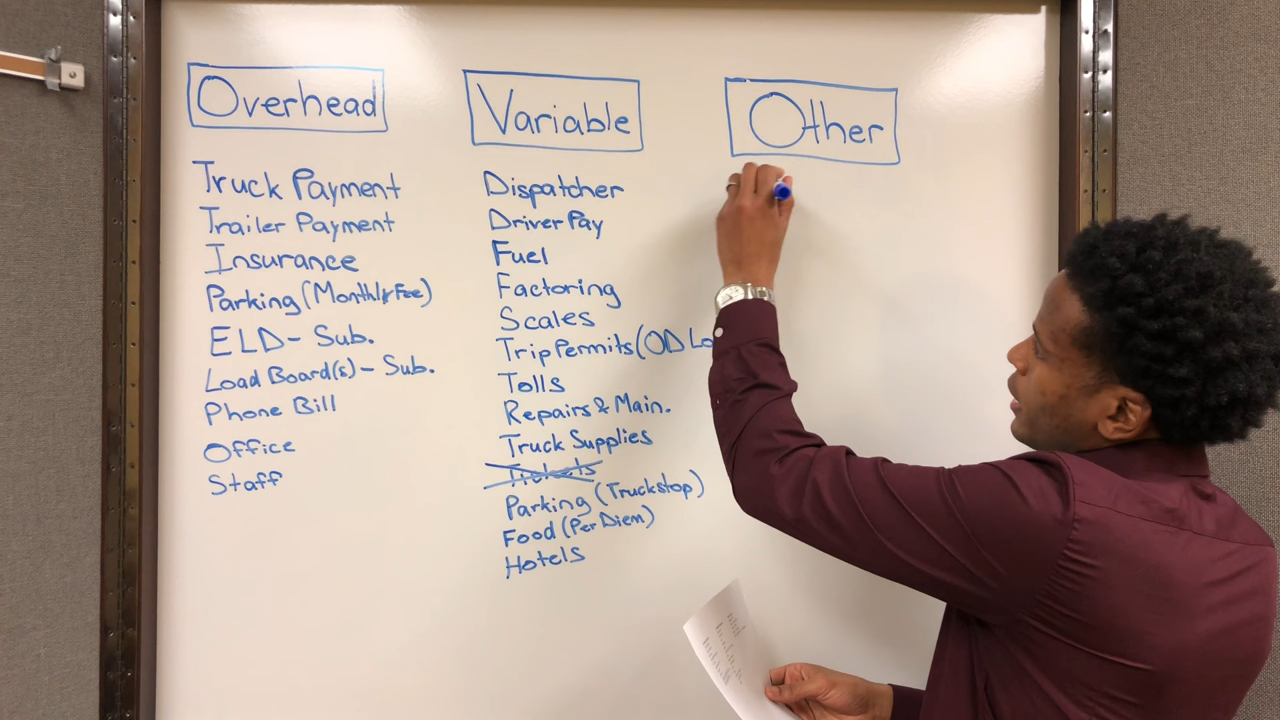 Overhead
Truck Payment
Trailer Payment
Insurance
Parking (Monthly Fee)
ELD - Sub.
Load Board(s) - Sub.
Phone Bill
Office
Staff
Variable
Dispatcher
Driver Pay
Fuel
Factoring
Scales
Trip Permits (OD Lo
Tolls
Repairs & Main.
Truck Supplies
Tickets
Parking (Truckstop)
Food (Per Diem)
Hotels
Other